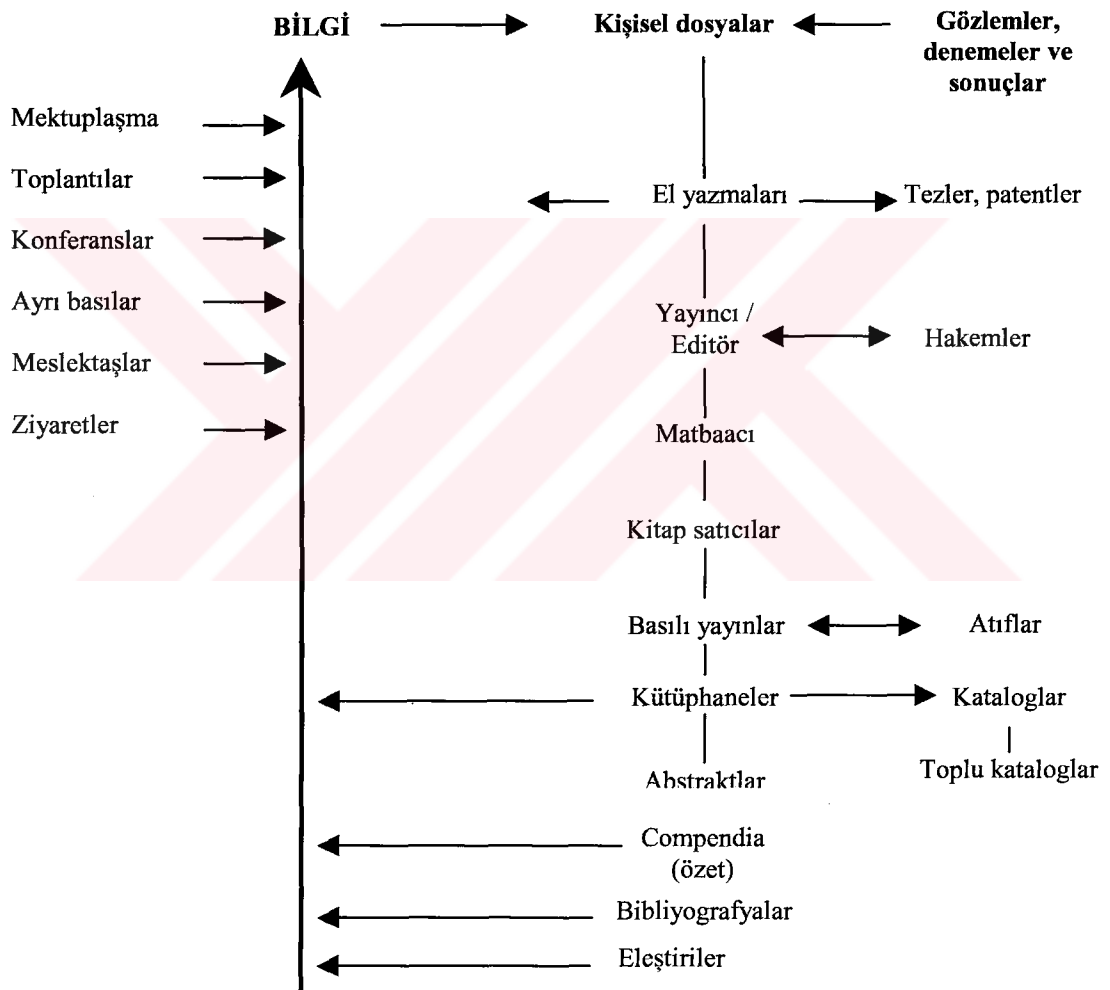 BİLGİ
Kişisel dosyalar
Gözlemler,
denemeler ve
sonuçlar
Mektuplaşma
Toplantılar
Konferanslar
Ayrı basılar
Meslektaşlar
Ziyaretler
El yazmaları
Tezler, patentler
Yayıncı /
Editör
Hakemler
Matbaacı
Kitap satıcılar
Basılı yayınlar
Atıflar
Kütüphaneler
Kataloglar
Toplu kataloglar
Abstraktlar
Compendia
(özet)
Bibliyografyalar
Eleştiriler